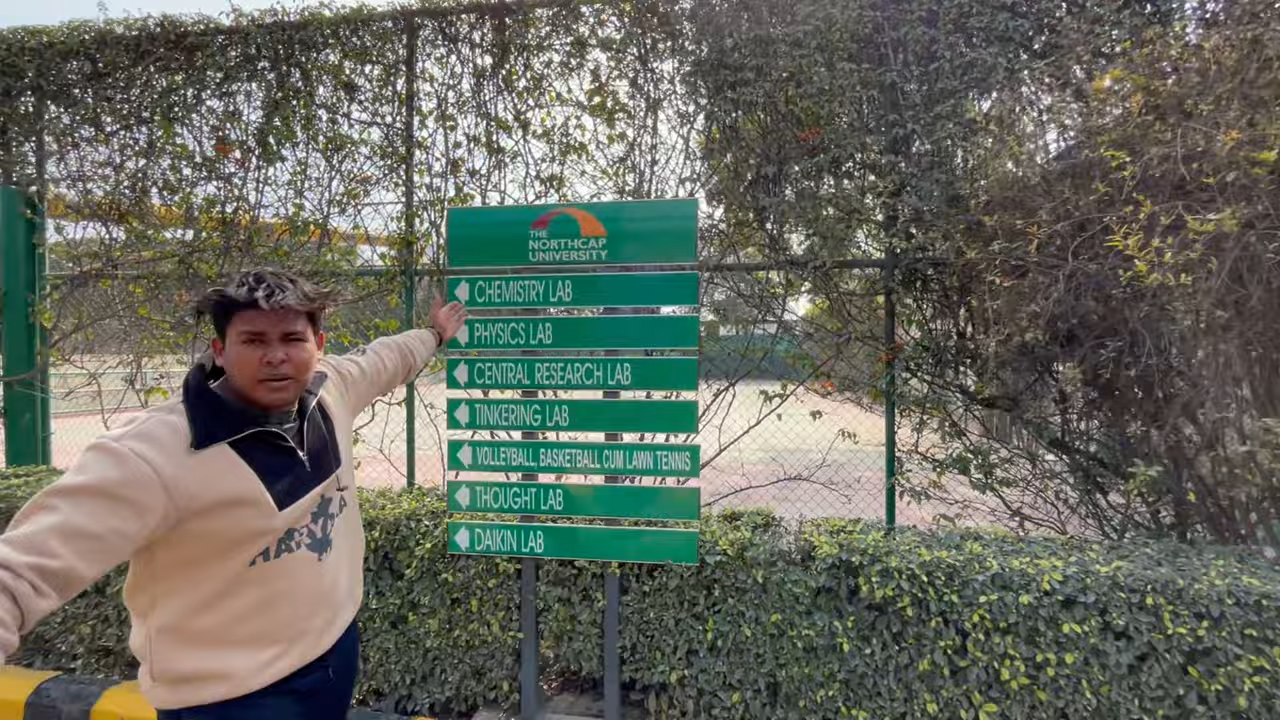 THE
NORTHCAP
UNIVERSITY
CHEMISTRY LAB
PHYSICS LAB
CENTRAL RESEARCH LAB
TINKERING LAB
VOLLEYBALL, BASKETBALL CUM LAWN TENNIS
THOUGHT LAB
DAIKIN LAB